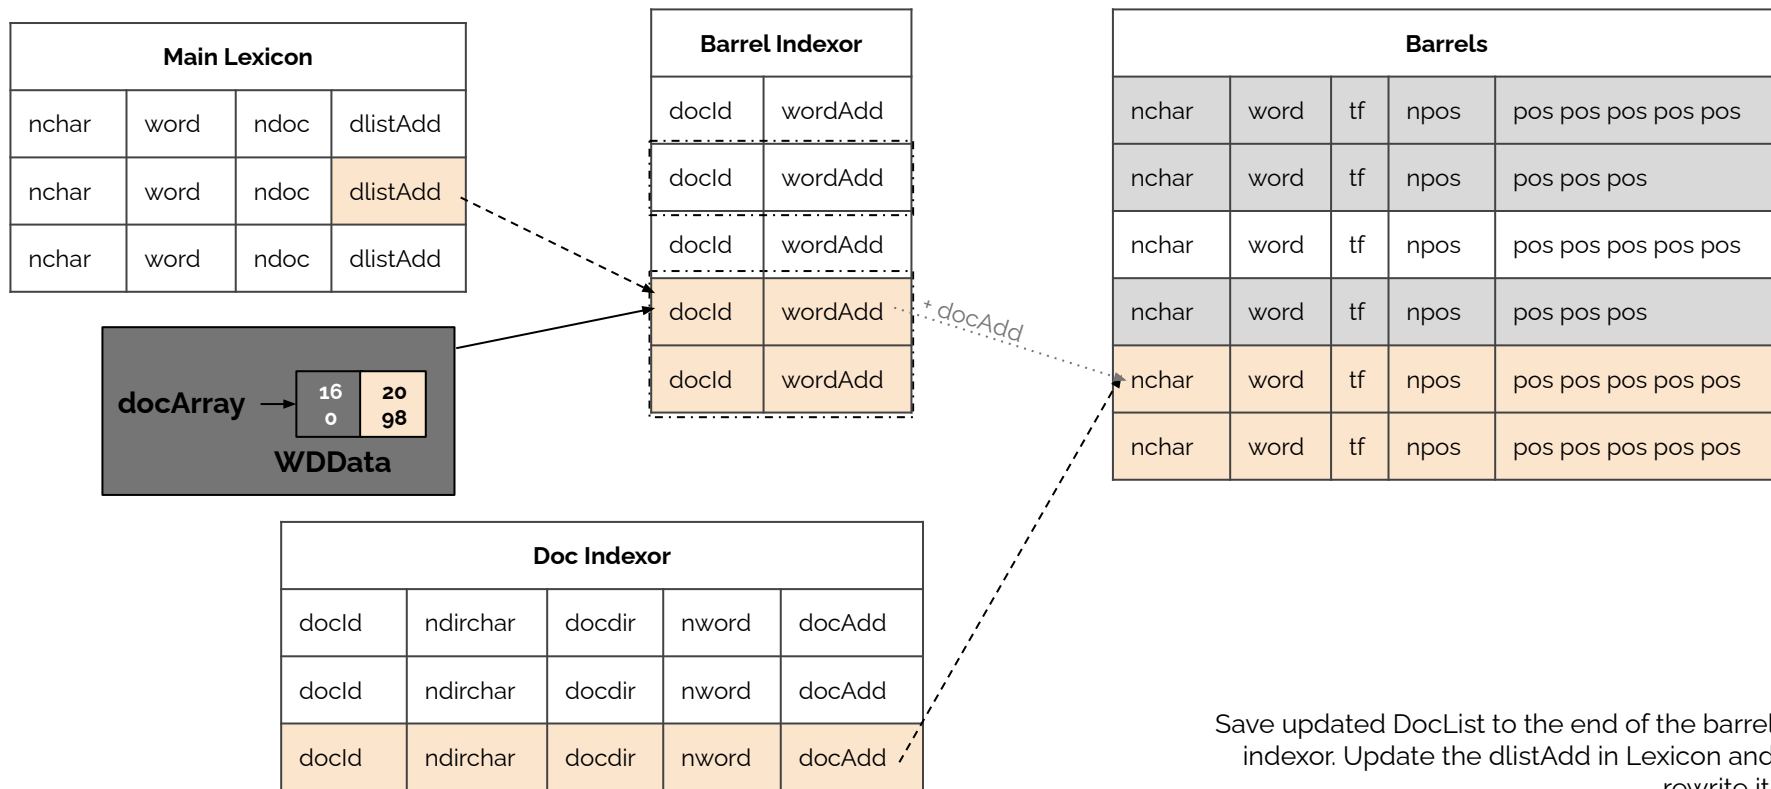 Main Lexicon
nchar word ndoc dlistAdd
nchar word ndoc dlistAdd
nchar word ndoc dlistAdd
docArray
16 20
0 98
WDData
Barrel Indexor
docId wordAdd
docId wordAdd
docId wordAdd
docId wordAdd
docId wordAdd
+ docAdd
Barrels
nchar word tf npos pos pos pos pos pos
nchar word tf npos pos pos pos
nchar word tf npos pos pos pos pos pos
nchar word tf npos pos pos pos
nchar word tf npos pos pos pos pos pos
nchar word tf npos pos pos pos pos pos
Doc Indexor
docId ndirchar docdir nword docAdd
docId ndirchar docdir nword docAdd
docId ndirchar docdir nword docAdd
Save updated DocList to the end of the barrel
indexor. Update the dlistAdd in Lexicon and
rewrite it